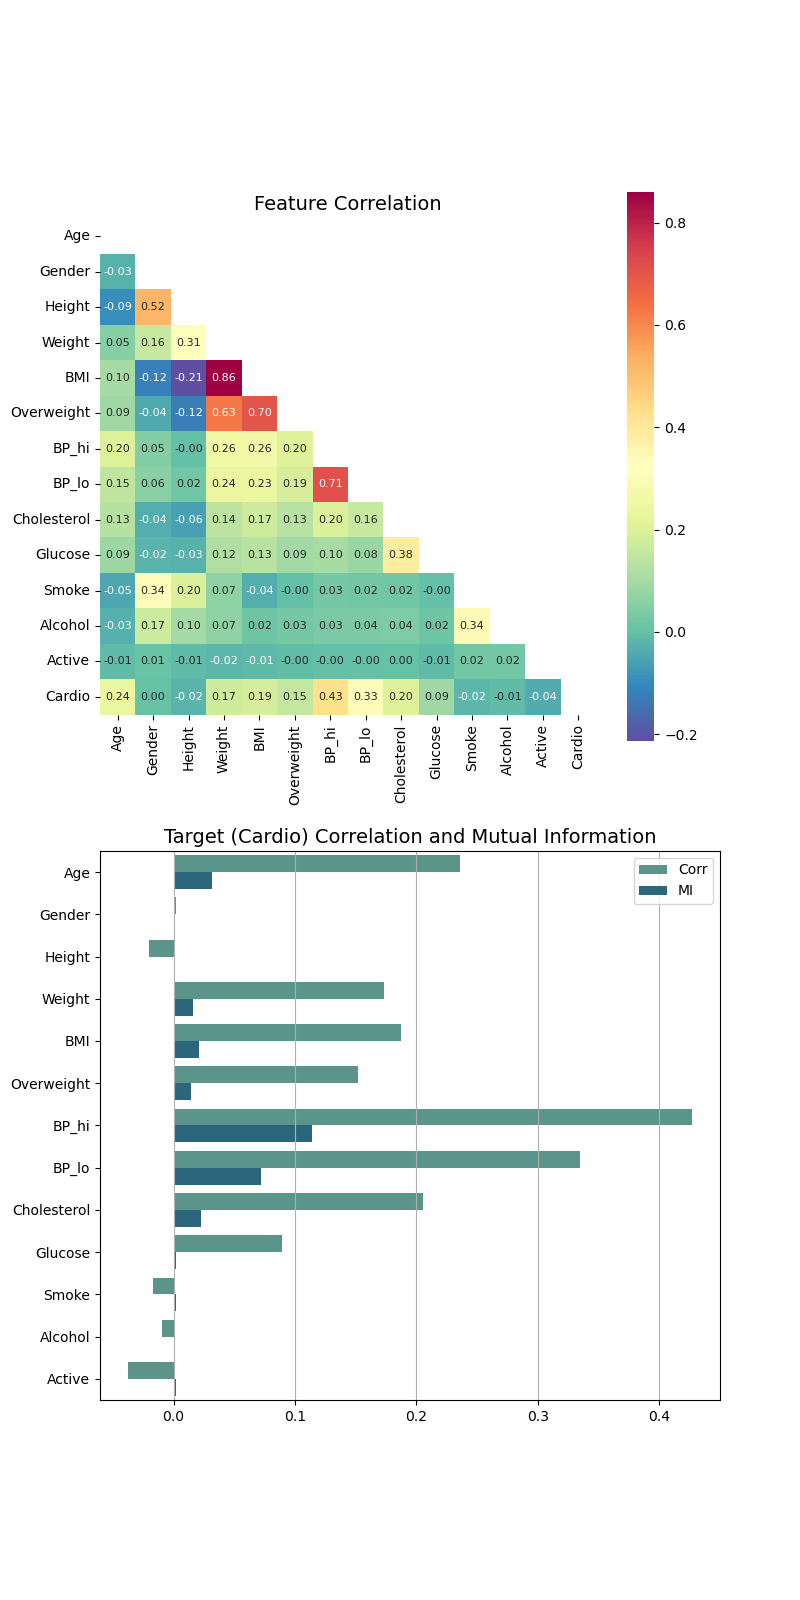 Feature Correlation
Age
Gender -0.03
Height -0.09 0.52
Weight 0.05 0.16 0.31
BMI 0.10 -0.12 -0.21 0.86
Overweight 0.09 -0.04 -0.12 0.63 0.70
BP_hi 0.20 0.05 -0.00 0.26 0.26 0.20
BP_lo 0.15 0.06 0.02 0.24 0.23 0.19 0.71
Cholesterol 0.13 -0.04 -0.06 0.14 0.17 0.13 0.20 0.16
Glucose 0.09 -0.02 -0.03 0.12 0.13 0.09 0.10 0.08 0.38
Smoke -0.05 0.34 0.20 0.07 -0.04 -0.00 0.03 0.02 0.02 -0.00
Alcohol -0.03 0.17 0.10 0.07 0.02 0.03 0.03 0.04 0.04 0.02 0.34
Active -0.01 0.01 -0.01 -0.02 -0.01 -0.00 -0.00 -0.00 0.00 -0.01 0.02 0.02
Cardio 0.24 0.00 -0.02 0.17 0.19 0.15 0.43 0.33 0.20 0.09 -0.02 -0.01 -0.04
Age Gender Height Weight BMI Overweight BP_hi BP_lo Cholesterol Glucose Smoke Alcohol Active Cardio
0.8
0.6
0.4
0.2
0.0
−0.2
Target (Cardio) Correlation and Mutual Information
Corr
MI
Age
Gender
Height
Weight
BMI
Overweight
BP_hi
BP_lo
Cholesterol
Glucose
Smoke
Alcohol
Active
0.0 0.1 0.2 0.3 0.4